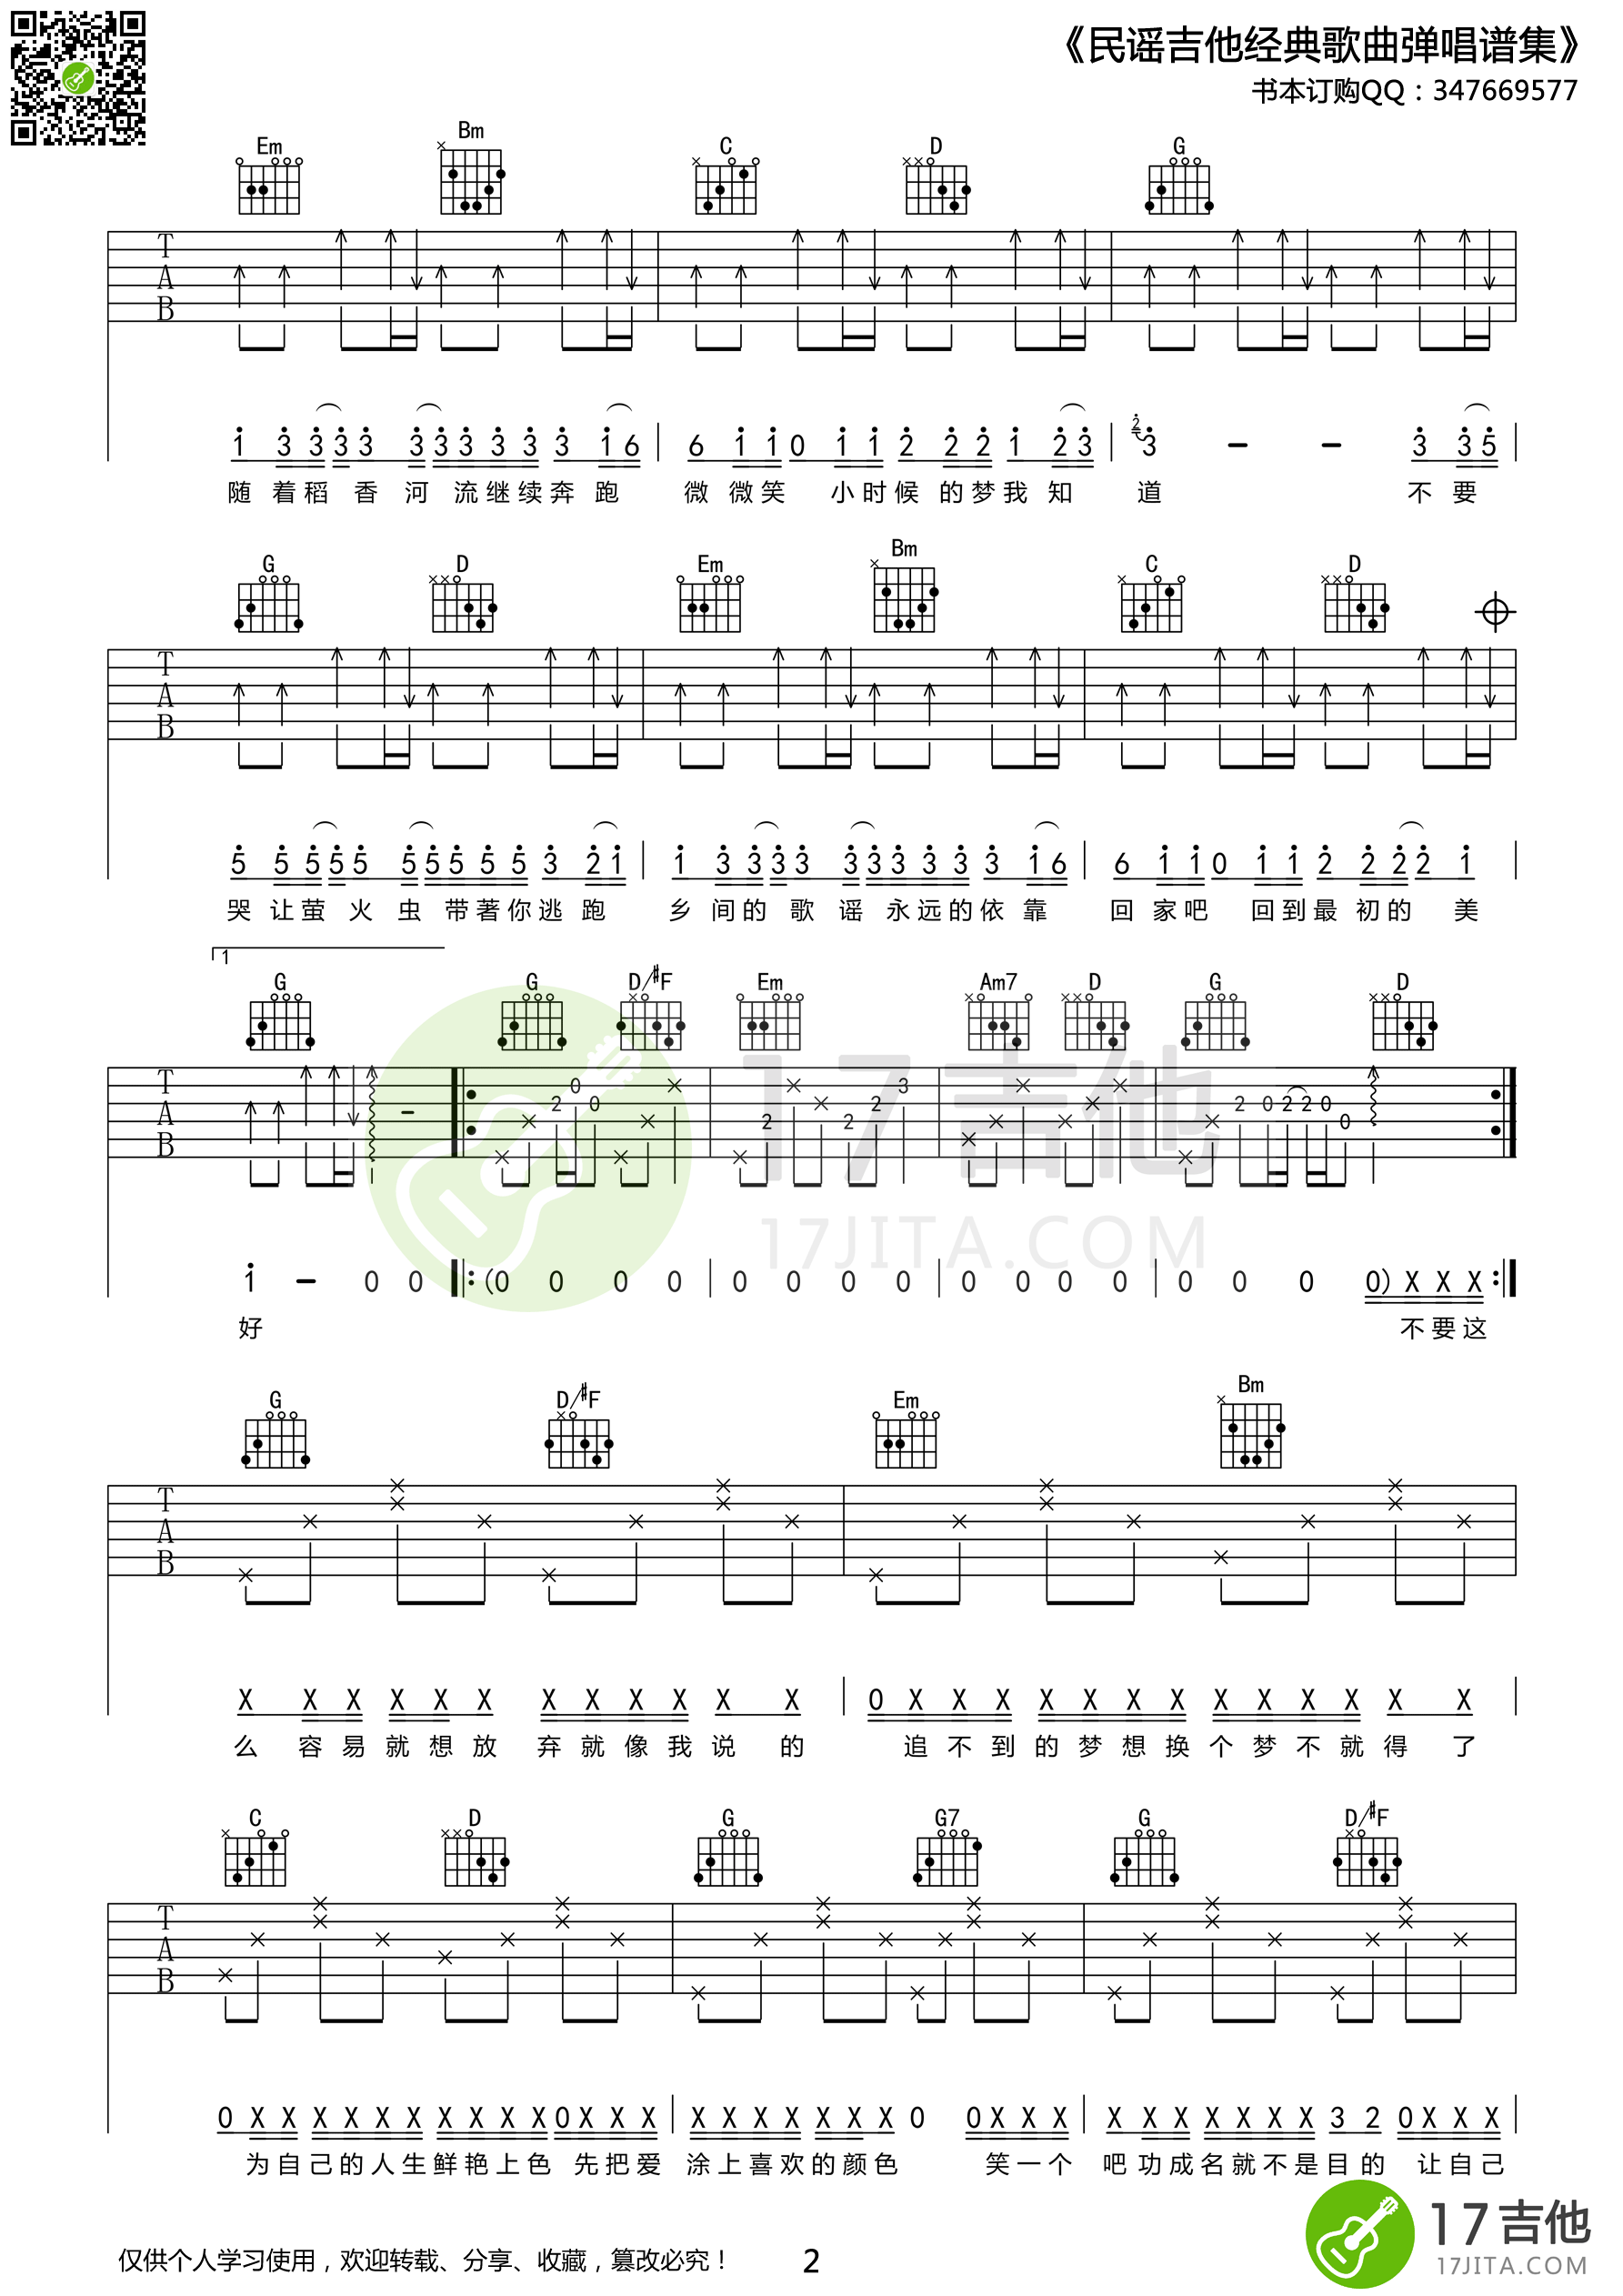 《民谣吉他经典歌曲弹唱谱集》
书本订购QQ：347669577
Em Bm C D G
T
A
B
1 3 3 3 3 3 3 3 3 3 3 1 6 | 6 1 1 0 1 1 2 2 2 1 2 3 | 2 3 - - 3 3 5 |
随着稻香河流继续奔跑 微微笑 小时候的梦我知道 不要
G D Em Bm C D
T
A
B
5 5 5 5 5 5 5 5 5 5 3 2 1 | 1 3 3 3 3 3 3 3 3 3 3 1 6 | 6 1 1 0 1 1 2 2 2 2 1 |
哭让萤火虫带著你逃跑 乡间的歌谣永远的依靠 回家吧 回到最初的美
1
G G D/#F Em Am7 D G D
T
A
B
2 0 0 2 2 2 3 2 0 2 2 0 0
1 - 0 0 |: (0 0 0 0 | 0 0 0 0 | 0 0 0 0 | 0 0 0 0) X X X :|
好 不要这
17吉他
17JITA.COM
G D/#F Em Bm
T
A
B
X X X X X X X X X X X X | 0 X X X X X X X X X X X X X |
么容易就想放弃就像我说的 追不到的梦想换个梦不就得了
C D G G7 G D/#F
T
A
B
0 X X X X X X X X X X 0 X X X | X X X X X X X 0 0 X X X | X X X X X X X 3 2 0 X X X |
为自己的人生鲜艳上色 先把爱 涂上喜欢的颜色 笑一个 吧功成名就不是目的 让自己
仅供个人学习使用，欢迎转载、分享、收藏，篡改必究！ 2
17吉他
17JITA.COM